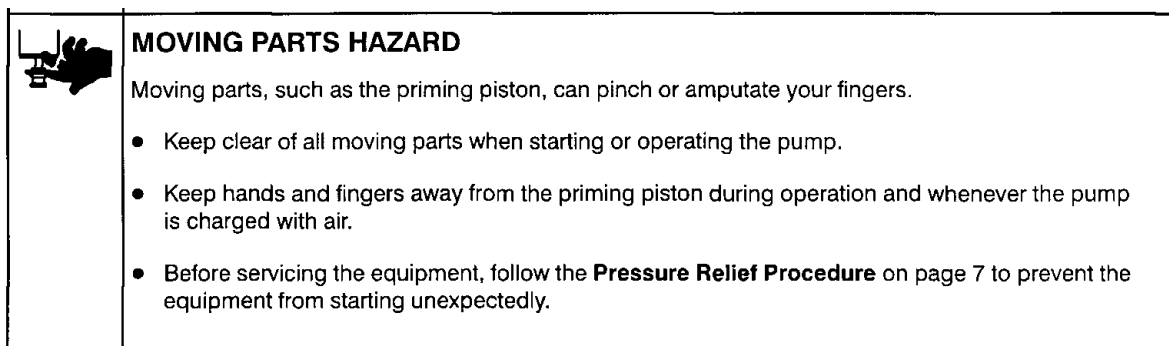 MOVING PARTS HAZARD
Moving parts, such as the priming piston, can pinch or amputate your fingers.
● Keep clear of all moving parts when starting or operating the pump.
● Keep hands and fingers away from the priming piston during operation and whenever the pump
is charged with air.
● Before servicing the equipment, follow the Pressure Relief Procedure on page 7 to prevent the
equipment from starting unexpectedly.